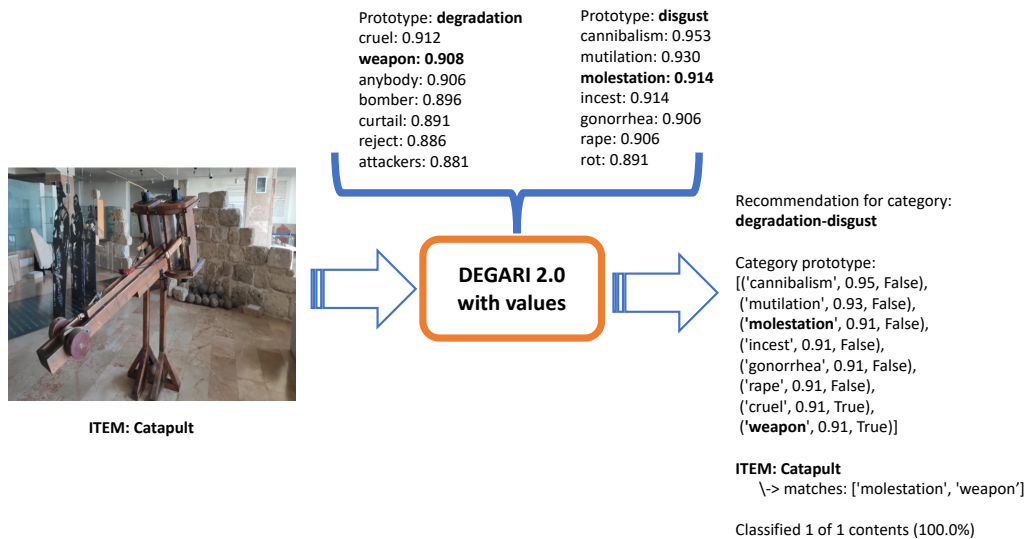 Prototype: degradation
cruel: 0.912
weapon: 0.908
anybody: 0.906
bomber: 0.896
curtail: 0.891
reject: 0.886
attackers: 0.881
Prototype: disgust
cannibalism: 0.953
mutilation: 0.930
molestation: 0.914
incest: 0.914
gonorrhea: 0.906
rape: 0.906
rot: 0.891
ITEM: Catapult
DEGARI 2.0
with values
Recommendation for category:
degradation-disgust
Category prototype:
[('cannibalism', 0.95, False),
('mutilation', 0.93, False),
('molestation', 0.91, False),
('incest', 0.91, False),
('gonorrhea', 0.91, False),
('rape', 0.91, False),
('cruel', 0.91, True),
('weapon', 0.91, True)]
ITEM: Catapult
\-> matches: ['molestation', 'weapon’]
Classified 1 of 1 contents (100.0%)